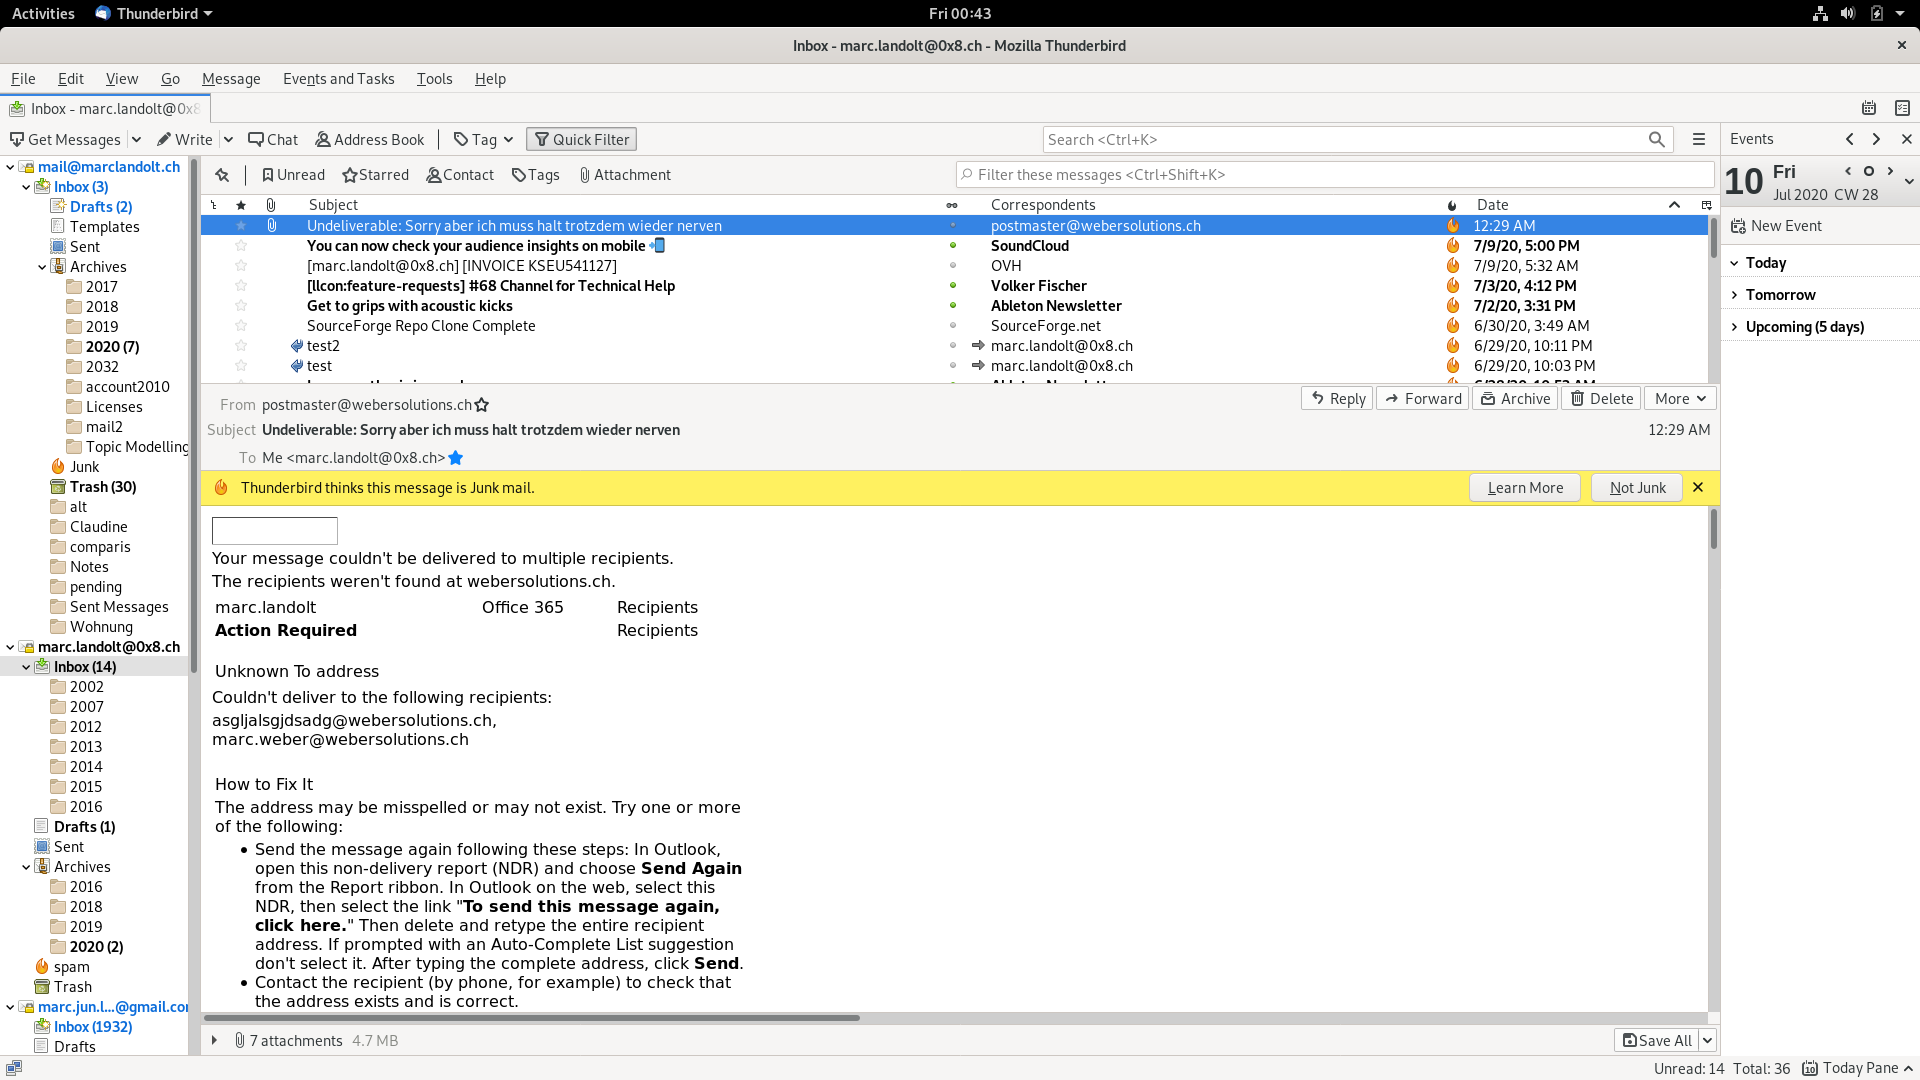 Activities Thunderbird Fri 00:43
Inbox - marc.landolt@0x8.ch - Mozilla Thunderbird
File Edit View Go Message Events and Tasks Tools Help
Inbox - marc.landolt@0x8
Get Messages Write Chat Address Book Tag Quick Filter Search <Ctrl+K>
Unread Starred Contact Tags Attachment Filter these messages <Ctrl+Shift+K>
Subject Correspondents Date
Undeliverable: Sorry aber ich muss halt trotzdem wieder nerven postmaster@webersolutions.ch 12:29 AM
You can now check your audience insights on mobile SoundCloud 7/9/20, 5:00 PM
[marc.landolt@0x8.ch] [INVOICE KSEU541127] OVH 7/9/20, 5:32 AM
[llcon:feature-requests] #68 Channel for Technical Help Volker Fischer 7/3/20, 4:12 PM
Get to grips with acoustic kicks Ableton Newsletter 7/2/20, 3:31 PM
SourceForge Repo Clone Complete SourceForge.net 6/30/20, 3:49 AM
test2 marc.landolt@0x8.ch 6/29/20, 10:11 PM
test marc.landolt@0x8.ch 6/29/20, 10:03 PM
mail@marclandolt.ch
Inbox (3)
Drafts (2)
Templates
Sent
Archives
2017
2018
2019
2020 (7)
2032
account2010
Licenses
mail2
Topic Modelling
Junk
Trash (30)
alt
Claudine
comparis
Notes
pending
Sent Messages
Wohnung
marc.landolt@0x8.ch
Inbox (14)
2002
2007
2012
2013
2014
2015
2016
Drafts (1)
Sent
Archives
2016
2018
2019
2020 (2)
spam
Trash
marc.jun.l...@gmail.co
Inbox (1932)
Drafts
From postmaster@webersolutions.ch Reply Forward Archive Delete More
Subject Undeliverable: Sorry aber ich muss halt trotzdem wieder nerven 12:29 AM
To Me <marc.landolt@0x8.ch>
Thunderbird thinks this message is Junk mail. Learn More Not Junk
Your message couldn't be delivered to multiple recipients.
The recipients weren't found at webersolutions.ch.
marc.landolt Office 365 Recipients
Action Required Recipients
Unknown To address
Couldn't deliver to the following recipients:
asgljalsgjdsadg@webersolutions.ch,
marc.weber@webersolutions.ch
How to Fix It
The address may be misspelled or may not exist. Try one or more
of the following:
• Send the message again following these steps: In Outlook,
open this non-delivery report (NDR) and choose Send Again
from the Report ribbon. In Outlook on the web, select this
NDR, then select the link "To send this message again,
click here." Then delete and retype the entire recipient
address. If prompted with an Auto-Complete List suggestion
don't select it. After typing the complete address, click Send.
• Contact the recipient (by phone, for example) to check that
the address exists and is correct.
7 attachments 4.7 MB Save All
Events
10 Fri
Jul 2020 CW 28
New Event
Today
Tomorrow
Upcoming (5 days)
Unread: 14 Total: 36 10 Today Pane